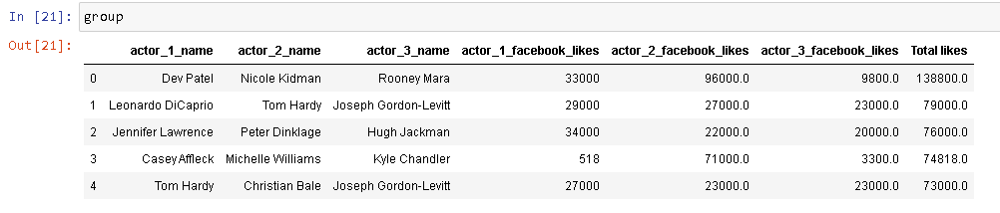 In [21]: group
Out[21]:
actor_1_name actor_2_name actor_3_name actor_1_facebook_likes actor_2_facebook_likes actor_3_facebook_likes Total likes
0 Dev Patel Nicole Kidman Rooney Mara 33000 96000.0 9800.0 138800.0
1 Leonardo DiCaprio Tom Hardy Joseph Gordon-Levitt 29000 27000.0 23000.0 79000.0
2 Jennifer Lawrence Peter Dinklage Hugh Jackman 34000 22000.0 20000.0 76000.0
3 Casey Affleck Michelle Williams Kyle Chandler 518 71000.0 3300.0 74818.0
4 Tom Hardy Christian Bale Joseph Gordon-Levitt 27000 23000.0 23000.0 73000.0